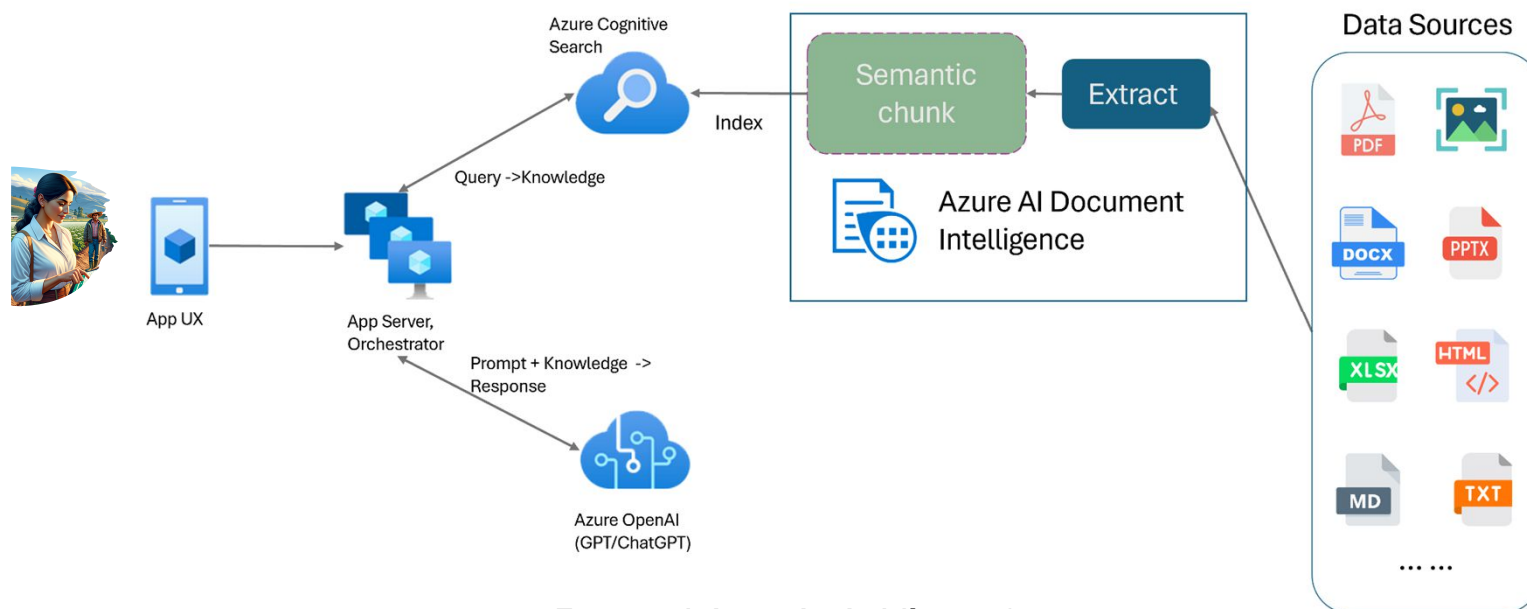 Azure Cognitive
Search
Semantic
chunk
Extract
Index
Query ->Knowledge
Azure AI Document
Intelligence
App UX
App Server,
Orchestrator
Prompt + Knowledge ->
Response
Azure OpenAI
(GPT/ChatGPT)
Data Sources
PDF
DOCX
PPTX
XLSX
HTML
</>
MD
TXT
... ...